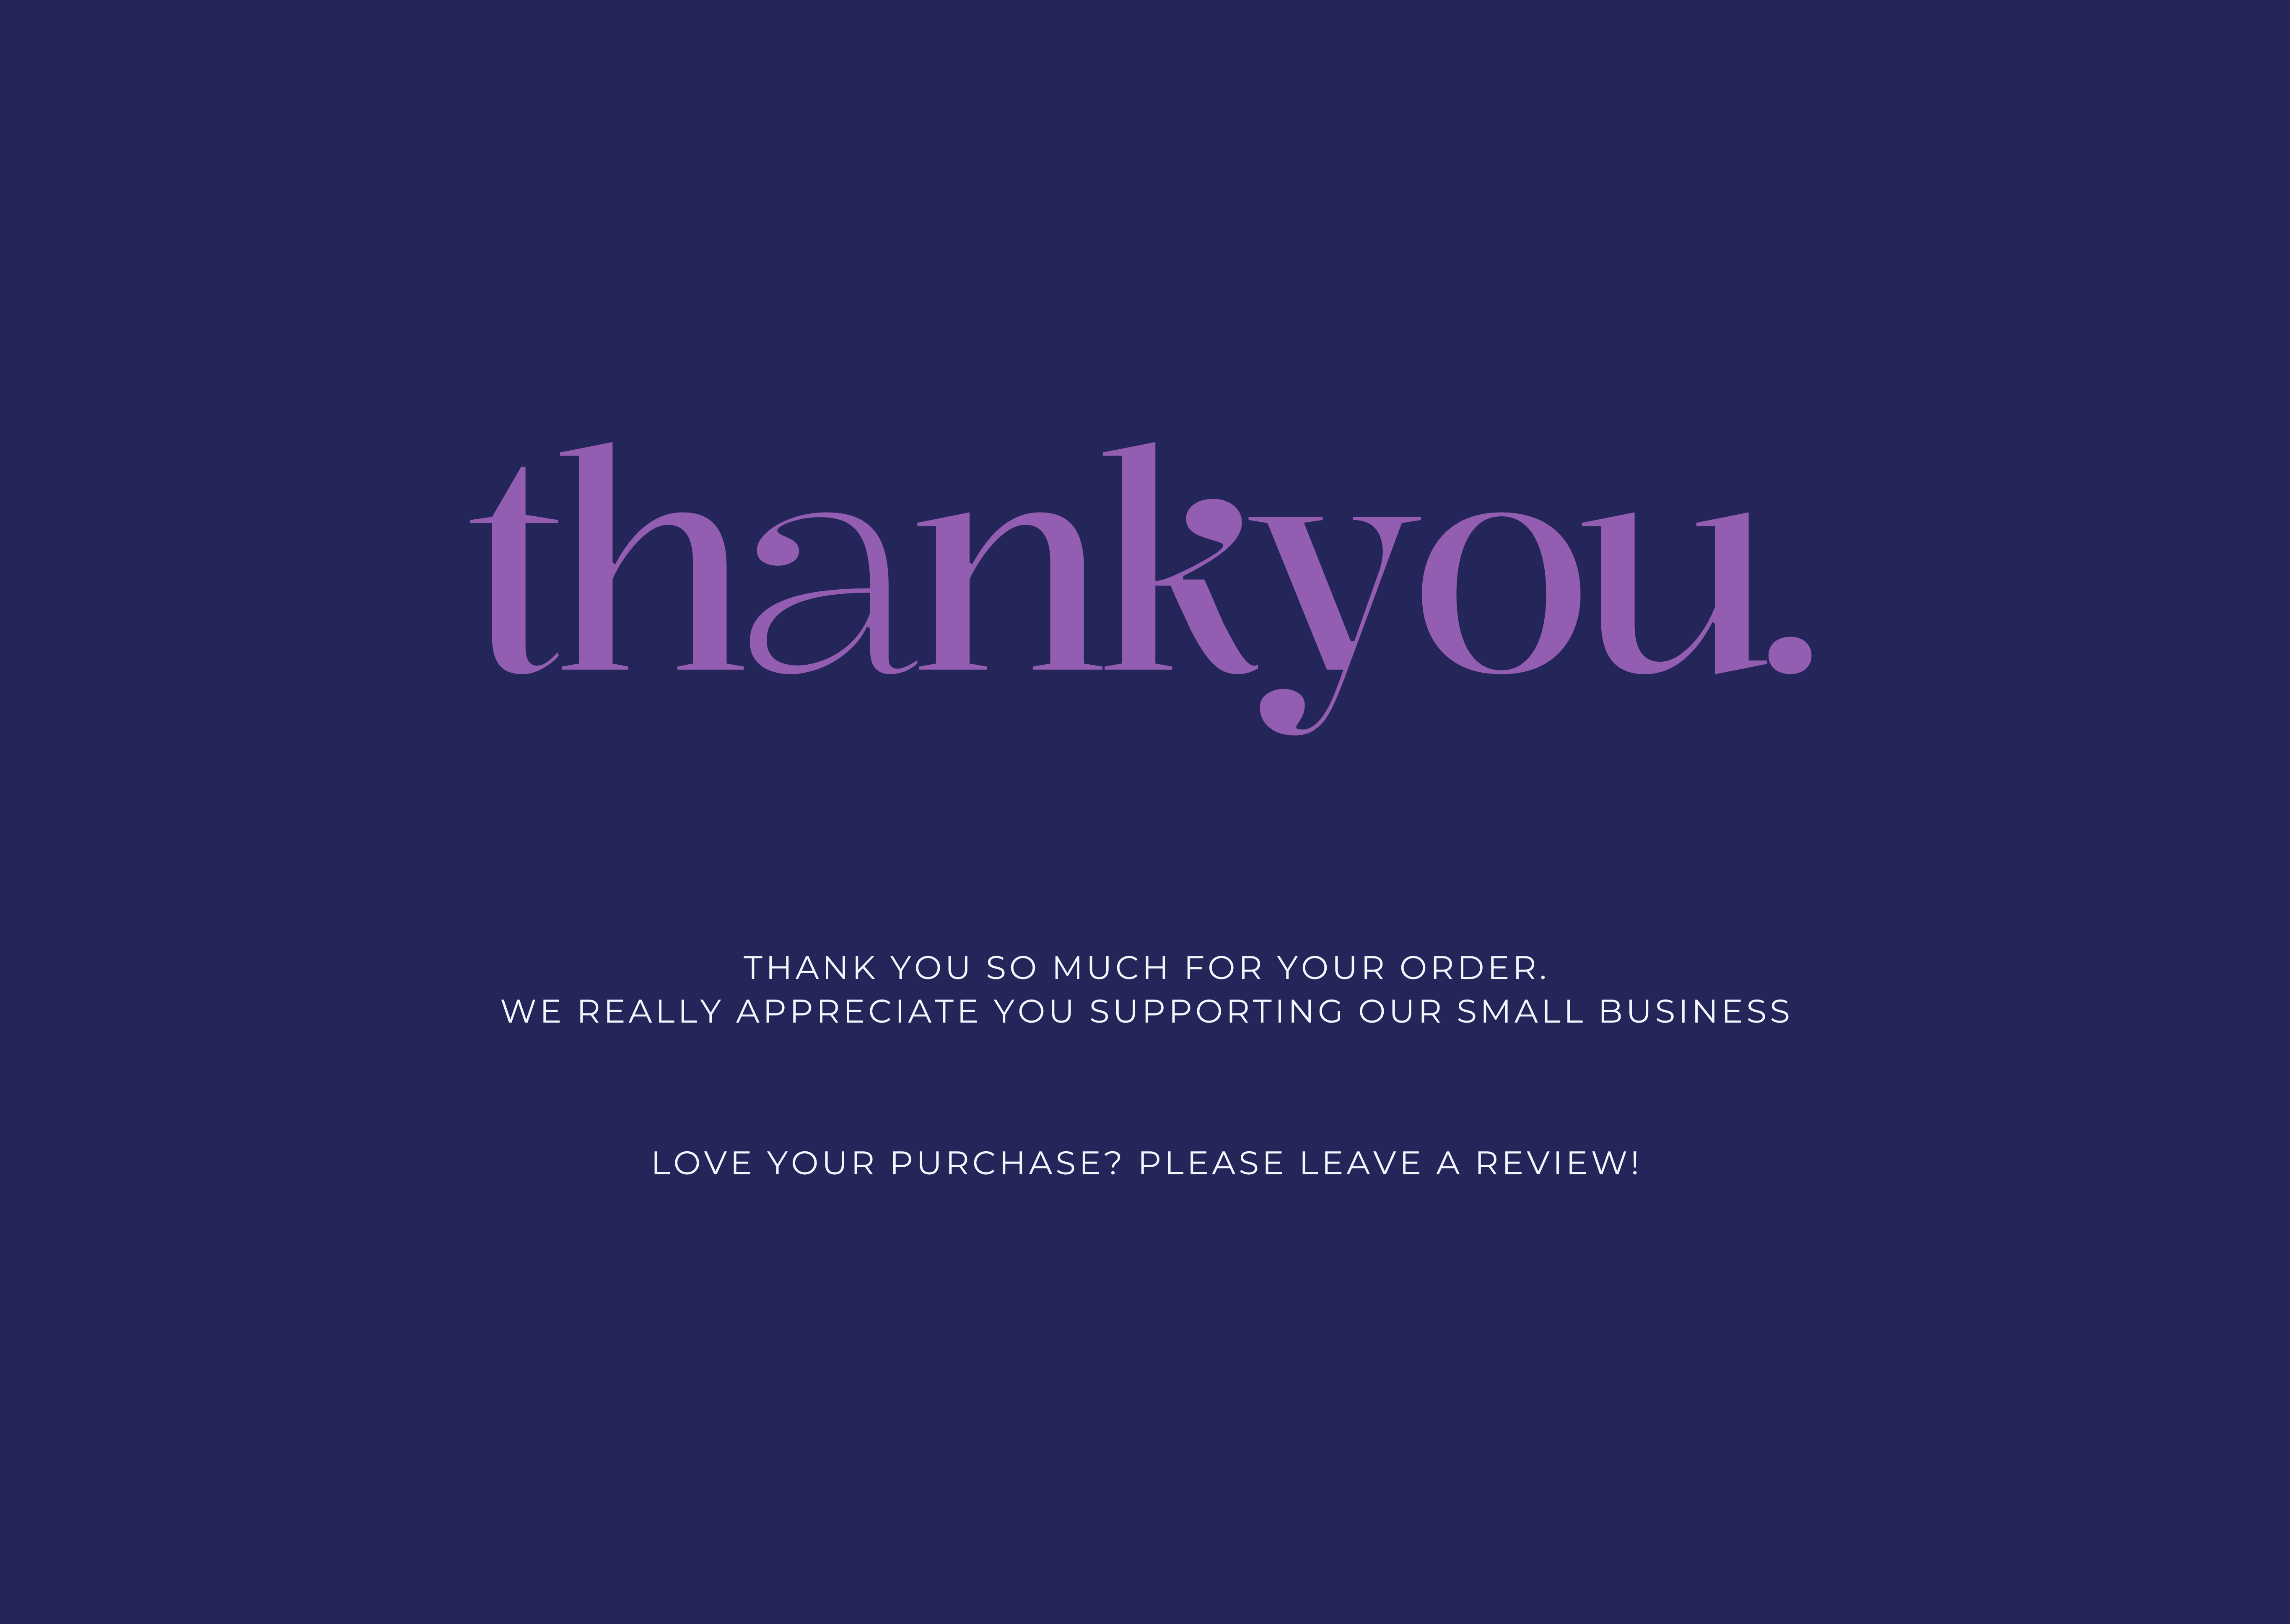 thankyou.
THANK YOU SO MUCH FOR YOUR ORDER.
WE REALLY APPRECIATE YOU SUPPORTING OUR SMALL BUSINESS
LOVE YOUR PURCHASE? PLEASE LEAVE A REVIEW!